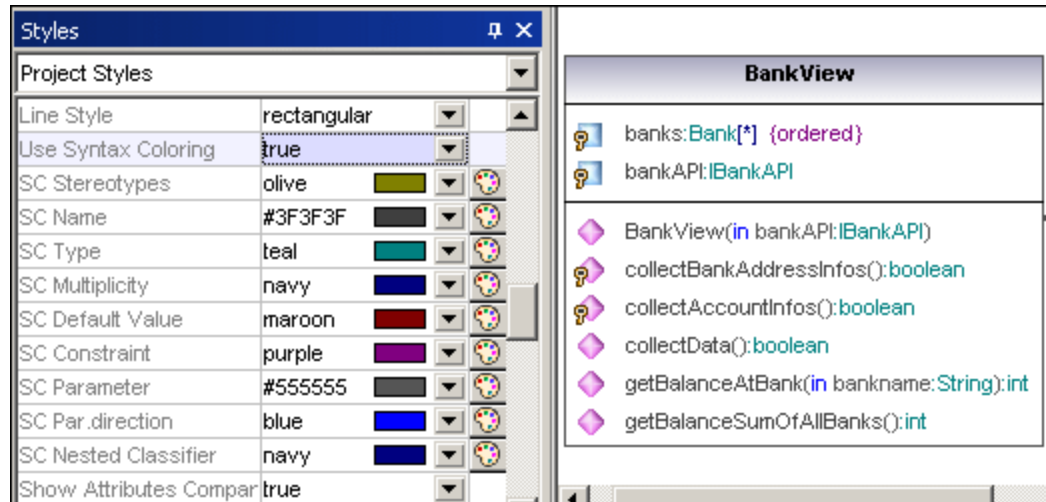 Styles
Project Styles
Line Style rectangular
Use Syntax Coloring true
SC Stereotypes olive
SC Name #3F3F3F
SC Type teal
SC Multiplicity navy
SC Default Value maroon
SC Constraint purple
SC Parameter #555555
SC Par.direction blue
SC Nested Classifier navy
Show Attributes Compar true
BankView
banks:Bank[*] {ordered}
bankAPI:IBankAPI
BankView(in bankAPI:IBankAPI)
collectBankAddressInfos():boolean
collectAccountInfos():boolean
collectData():boolean
getBalanceAtBank(in bankname:String):int
getBalanceSumOfAllBanks():int